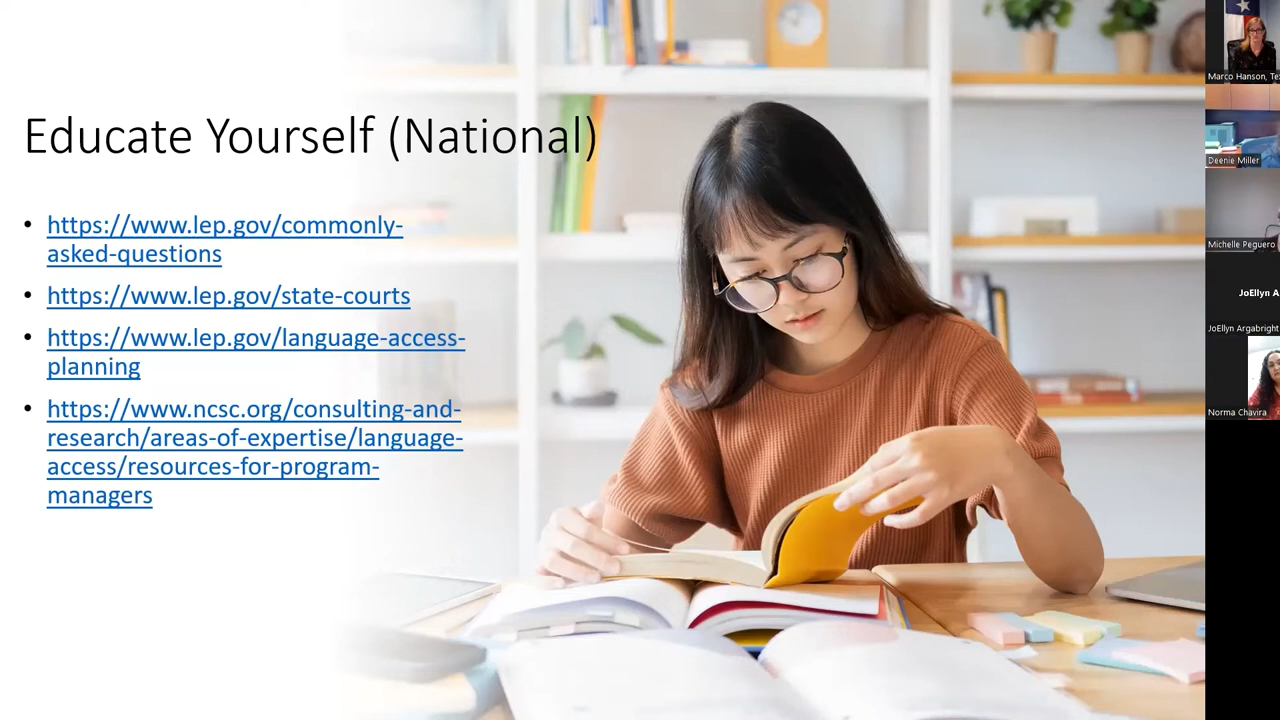 Educate Yourself (National)
• https://www.lep.gov/commonly-
asked-questions
• https://www.lep.gov/state-courts
• https://www.lep.gov/language-access-
planning
• https://www.ncsc.org/consulting-and-
research/areas-of-expertise/language-
access/resources-for-program-
managers
Marco Hanson, Te
Deenie Miller
Michelle Peguero
JoEllyn A
JoEllyn Argabright
Norma Chavira